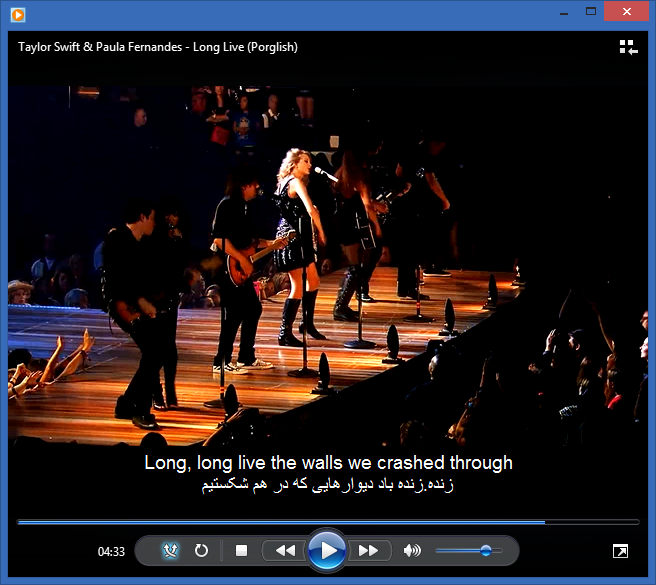 Taylor Swift & Paula Fernandes - Long Live (Porglish)
Long, long live the walls we crashed through
زنده.زنده باد دیوارهایی که در هم شکستیم
04:33